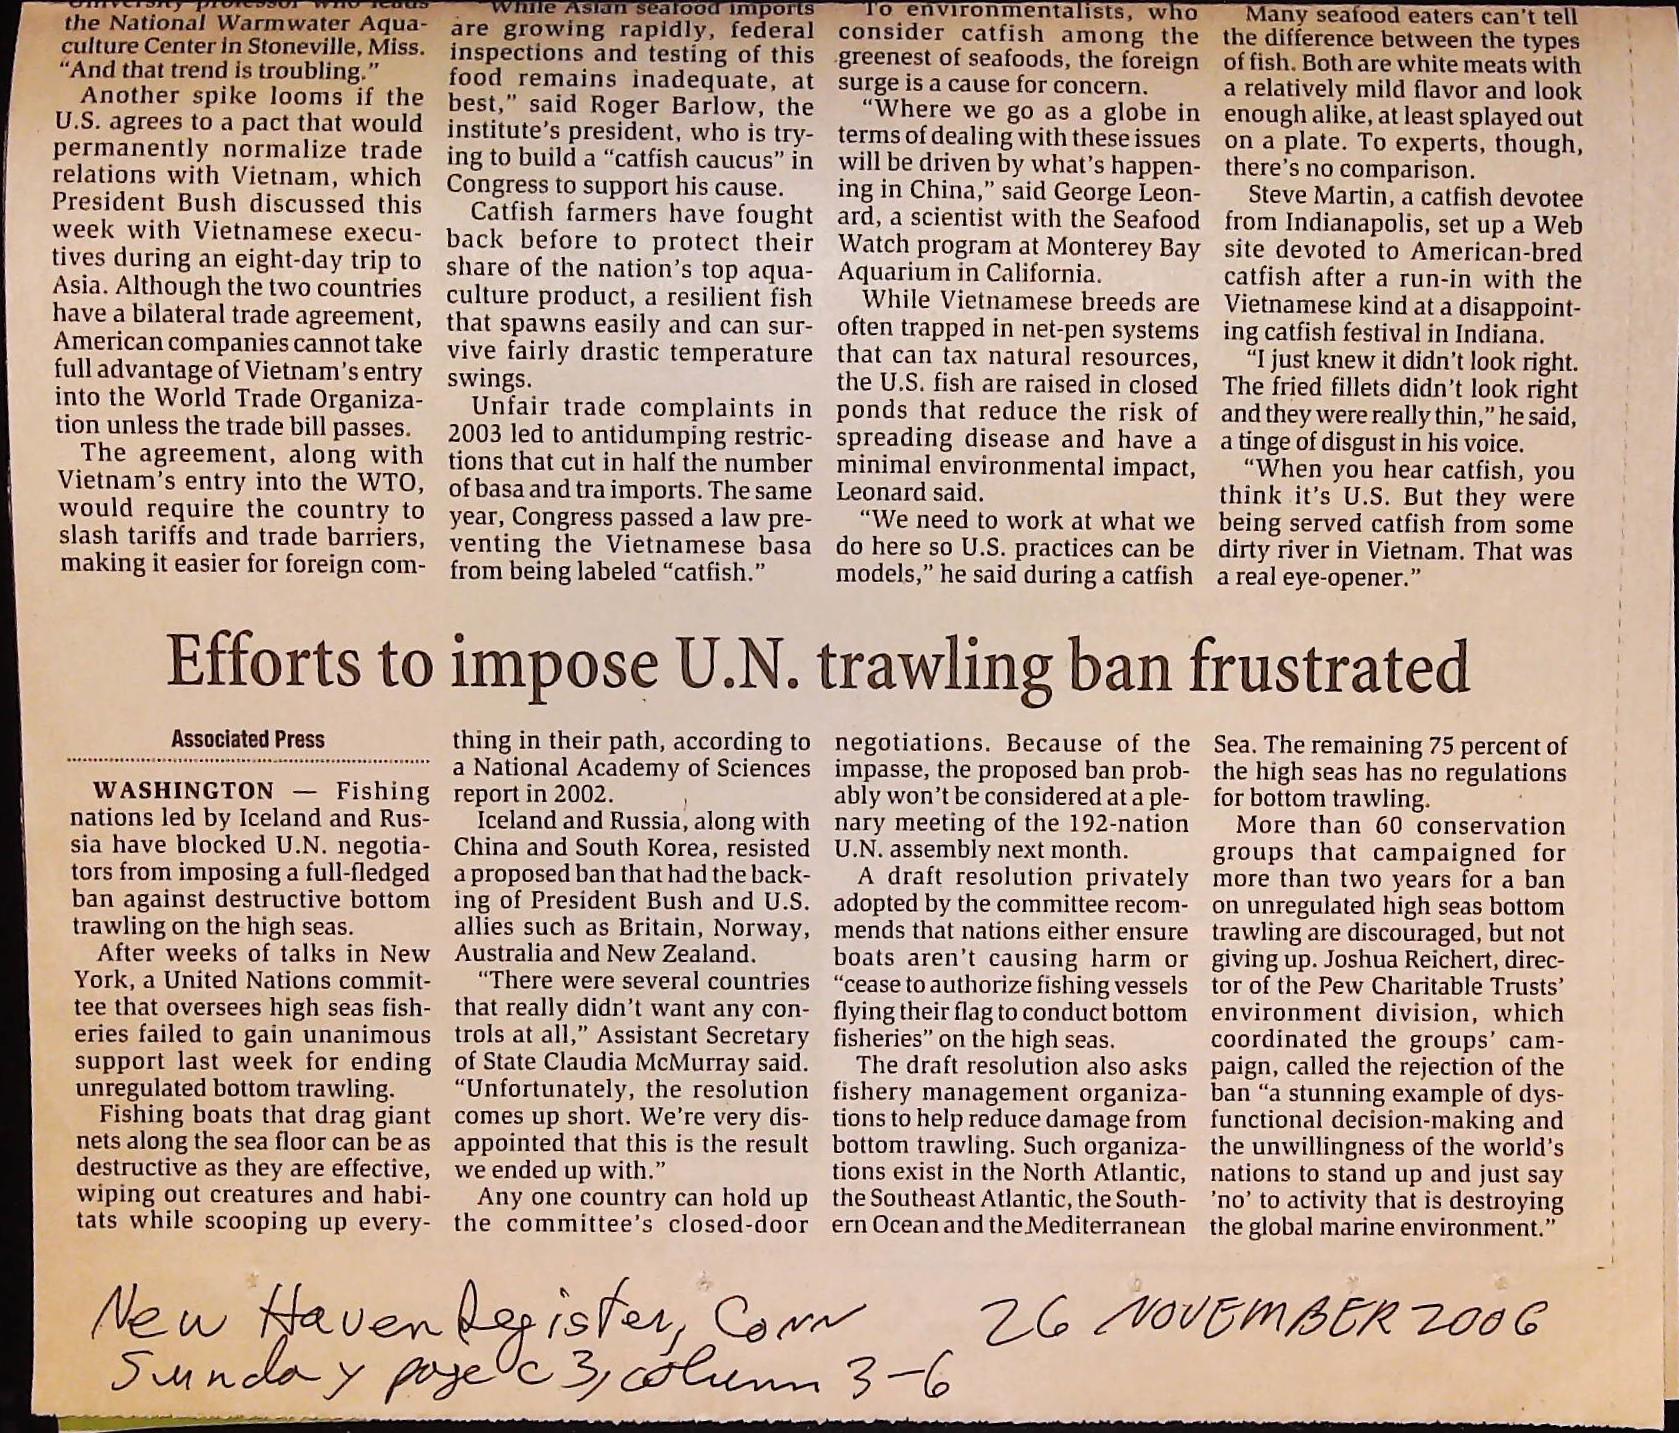 University professor who leads
the National Warmwater Aqua-
culture Center in Stoneville, Miss.
“And that trend is troubling.”
Another spike looms if the
U.S. agrees to a pact that would
permanently normalize trade
relations with Vietnam, which
President Bush discussed this
week with Vietnamese execu-
tives during an eight-day trip to
Asia. Although the two countries
have a bilateral trade agreement,
American companies cannot take
full advantage of Vietnam’s entry
into the World Trade Organiza-
tion unless the trade bill passes.
The agreement, along with
Vietnam’s entry into the WTO,
would require the country to
slash tariffs and trade barriers,
making it easier for foreign com-
While Asian seafood imports
are growing rapidly, federal
inspections and testing of this
food remains inadequate, at
best,” said Roger Barlow, the
institute’s president, who is try-
ing to build a “catfish caucus” in
Congress to support his cause.
Catfish farmers have fought
back before to protect their
share of the nation’s top aqua-
culture product, a resilient fish
that spawns easily and can sur-
vive fairly drastic temperature
swings.
Unfair trade complaints in
2003 led to antidumping restric-
tions that cut in half the number
of basa and tra imports. The same
year, Congress passed a law pre-
venting the Vietnamese basa
from being labeled “catfish.”
To environmentalists, who
consider catfish among the
greenest of seafoods, the foreign
surge is a cause for concern.
“Where we go as a globe in
terms of dealing with these issues
will be driven by what’s happen-
ing in China,” said George Leon-
ard, a scientist with the Seafood
Watch program at Monterey Bay
Aquarium in California.
While Vietnamese breeds are
often trapped in net-pen systems
that can tax natural resources,
the U.S. fish are raised in closed
ponds that reduce the risk of
spreading disease and have a
minimal environmental impact,
Leonard said.
“We need to work at what we
do here so U.S. practices can be
models,” he said during a catfish
Many seafood eaters can’t tell
the difference between the types
of fish. Both are white meats with
a relatively mild flavor and look
enough alike, at least splayed out
on a plate. To experts, though,
there’s no comparison.
Steve Martin, a catfish devotee
from Indianapolis, set up a Web
site devoted to American-bred
catfish after a run-in with the
Vietnamese kind at a disappoint-
ing catfish festival in Indiana.
“I just knew it didn’t look right.
The fried fillets didn’t look right
and they were really thin,” he said,
a tinge of disgust in his voice.
“When you hear catfish, you
think it’s U.S. But they were
being served catfish from some
dirty river in Vietnam. That was
a real eye-opener.”
Efforts to impose U.N. trawling ban frustrated
Associated Press
WASHINGTON — Fishing
nations led by Iceland and Rus-
sia have blocked U.N. negotia-
tors from imposing a full-fledged
ban against destructive bottom
trawling on the high seas.
After weeks of talks in New
York, a United Nations commit-
tee that oversees high seas fish-
eries failed to gain unanimous
support last week for ending
unregulated bottom trawling.
Fishing boats that drag giant
nets along the sea floor can be as
destructive as they are effective,
wiping out creatures and habi-
tats while scooping up every-
thing in their path, according to
a National Academy of Sciences
report in 2002.
Iceland and Russia, along with
China and South Korea, resisted
a proposed ban that had the back-
ing of President Bush and U.S.
allies such as Britain, Norway,
Australia and New Zealand.
“There were several countries
that really didn’t want any con-
trols at all,” Assistant Secretary
of State Claudia McMurray said.
“Unfortunately, the resolution
comes up short. We’re very dis-
appointed that this is the result
we ended up with.”
Any one country can hold up
the committee’s closed-door
negotiations. Because of the
impasse, the proposed ban prob-
ably won’t be considered at a ple-
nary meeting of the 192-nation
U.N. assembly next month.
A draft resolution privately
adopted by the committee recom-
mends that nations either ensure
boats aren’t causing harm or
“cease to authorize fishing vessels
flying their flag to conduct bottom
fisheries” on the high seas.
The draft resolution also asks
fishery management organiza-
tions to help reduce damage from
bottom trawling. Such organiza-
tions exist in the North Atlantic,
the Southeast Atlantic, the South-
ern Ocean and the Mediterranean
Sea. The remaining 75 percent of
the high seas has no regulations
for bottom trawling.
More than 60 conservation
groups that campaigned for
more than two years for a ban
on unregulated high seas bottom
trawling are discouraged, but not
giving up. Joshua Reichert, direc-
tor of the Pew Charitable Trusts’
environment division, which
coordinated the groups’ cam-
paign, called the rejection of the
ban “a stunning example of dys-
functional decision-making and
the unwillingness of the world’s
nations to stand up and just say
'no' to activity that is destroying
the global marine environment.”
New Haven Register, Conn 26 NOVEMBER 2006
Sunday page c3, column 3-6